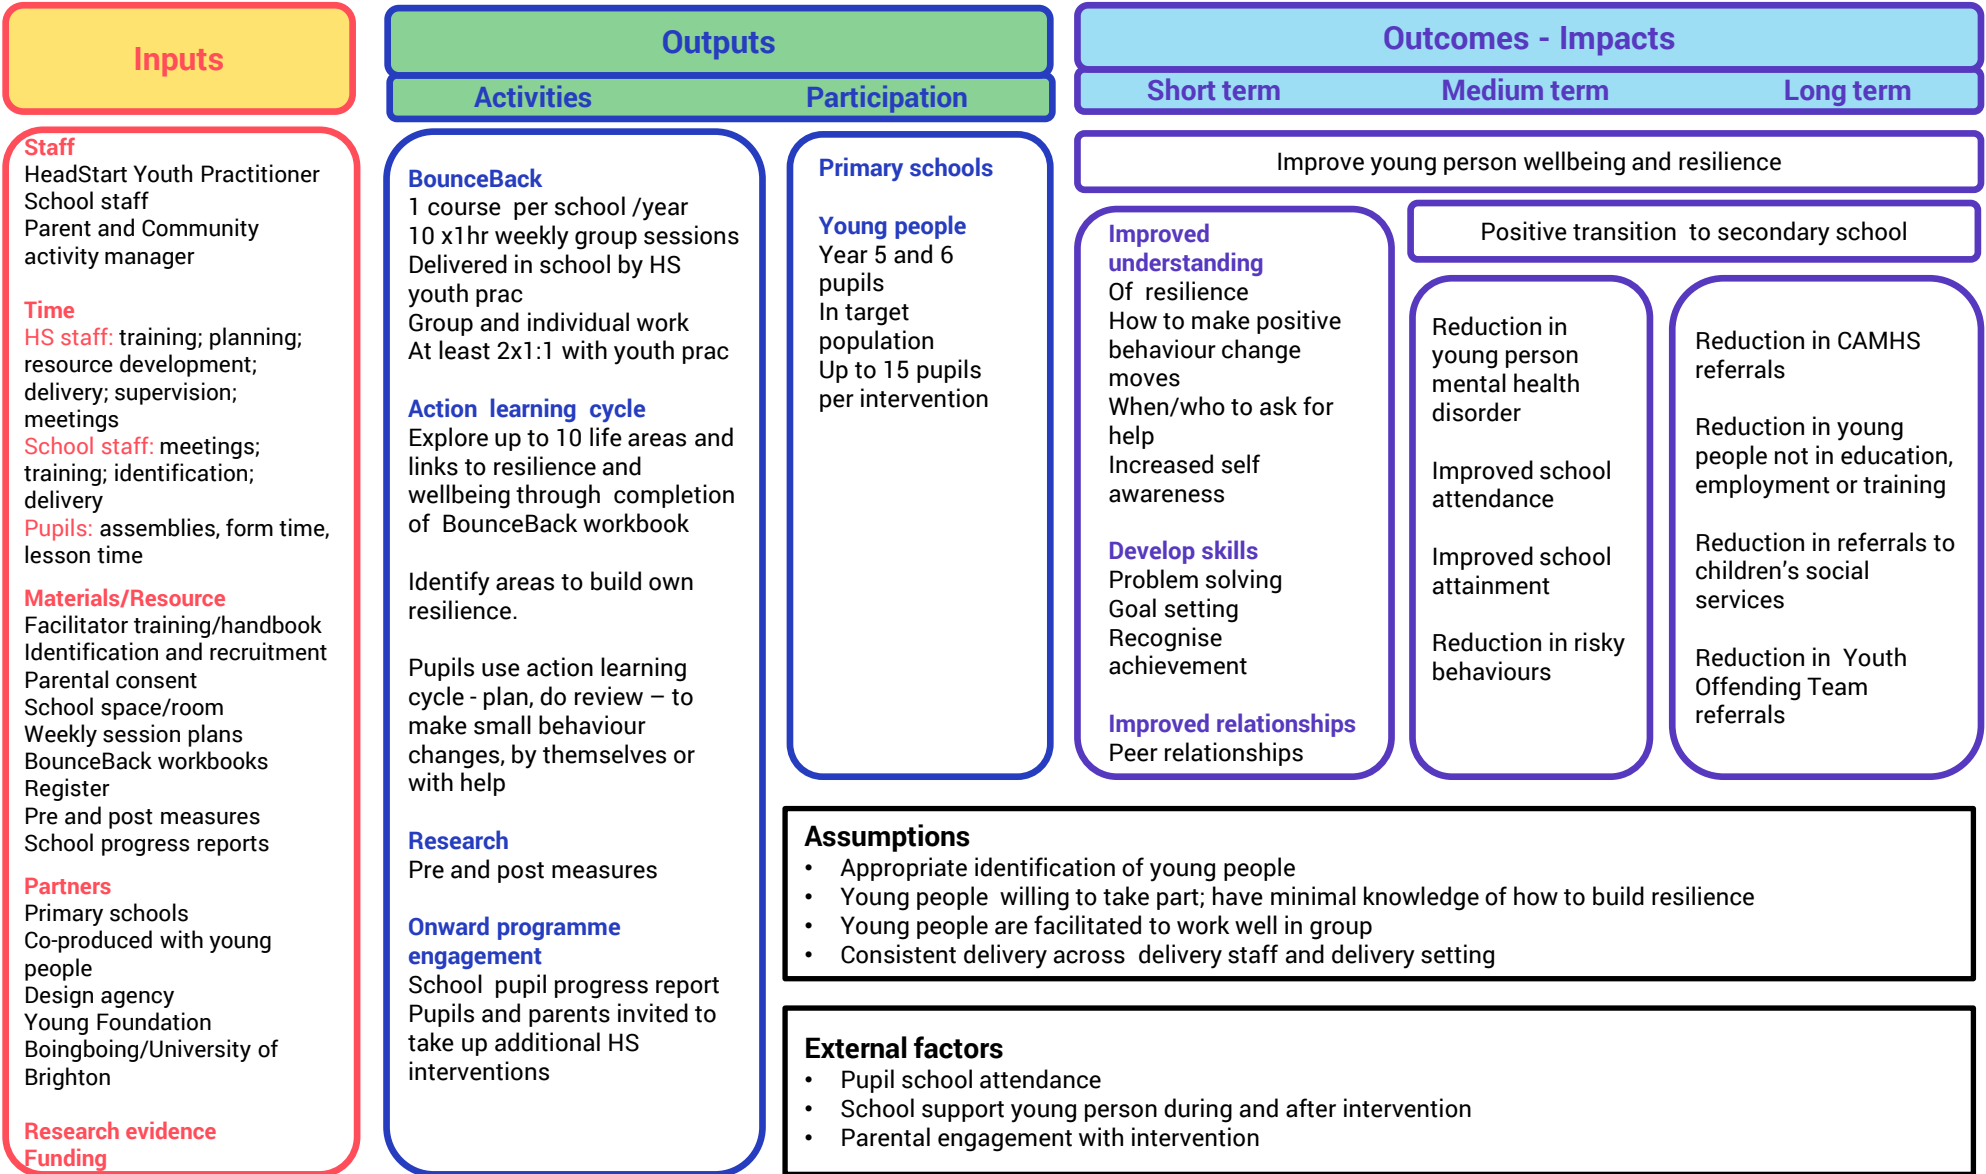 Inputs
Staff
HeadStart Youth Practitioner
School staff
Parent and Community
activity manager
Time
HS staff: training; planning;
resource development;
delivery; supervision;
meetings
School staff: meetings;
training; identification;
delivery
Pupils: assemblies, form time,
lesson time
Materials/Resource
Facilitator training/handbook
Identification and recruitment
Parental consent
School space/room
Weekly session plans
BounceBack workbooks
Register
Pre and post measures
School progress reports
Partners
Primary schools
Co-produced with young
people
Design agency
Young Foundation
Boingboing/University of
Brighton
Research evidence
Funding
Outputs
Activities
Participation
BounceBack
1 course per school /year
10 x1hr weekly group sessions
Delivered in school by HS
youth prac
Group and individual work
At least 2x1:1 with youth prac
Action learning cycle
Explore up to 10 life areas and
links to resilience and
wellbeing through completion
of BounceBack workbook
Identify areas to build own
resilience.
Pupils use action learning
cycle - plan, do review – to
make small behaviour
changes, by themselves or
with help
Research
Pre and post measures
Onward programme
engagement
School pupil progress report
Pupils and parents invited to
take up additional HS
interventions
Primary schools
Young people
Year 5 and 6
pupils
In target
population
Up to 15 pupils
per intervention
Outcomes - Impacts
Short term
Medium term
Long term
Improve young person wellbeing and resilience
Improved
understanding
Of resilience
How to make positive
behaviour change
moves
When/who to ask for
help
Increased self
awareness
Develop skills
Problem solving
Goal setting
Recognise
achievement
Improved relationships
Peer relationships
Positive transition to secondary school
Reduction in
young person
mental health
disorder
Improved school
attendance
Improved school
attainment
Reduction in risky
behaviours
Reduction in CAMHS
referrals
Reduction in young
people not in education,
employment or training
Reduction in referrals to
children’s social
services
Reduction in Youth
Offending Team
referrals
Assumptions
• Appropriate identification of young people
• Young people willing to take part; have minimal knowledge of how to build resilience
• Young people are facilitated to work well in group
• Consistent delivery across delivery staff and delivery setting
External factors
• Pupil school attendance
• School support young person during and after intervention
• Parental engagement with intervention